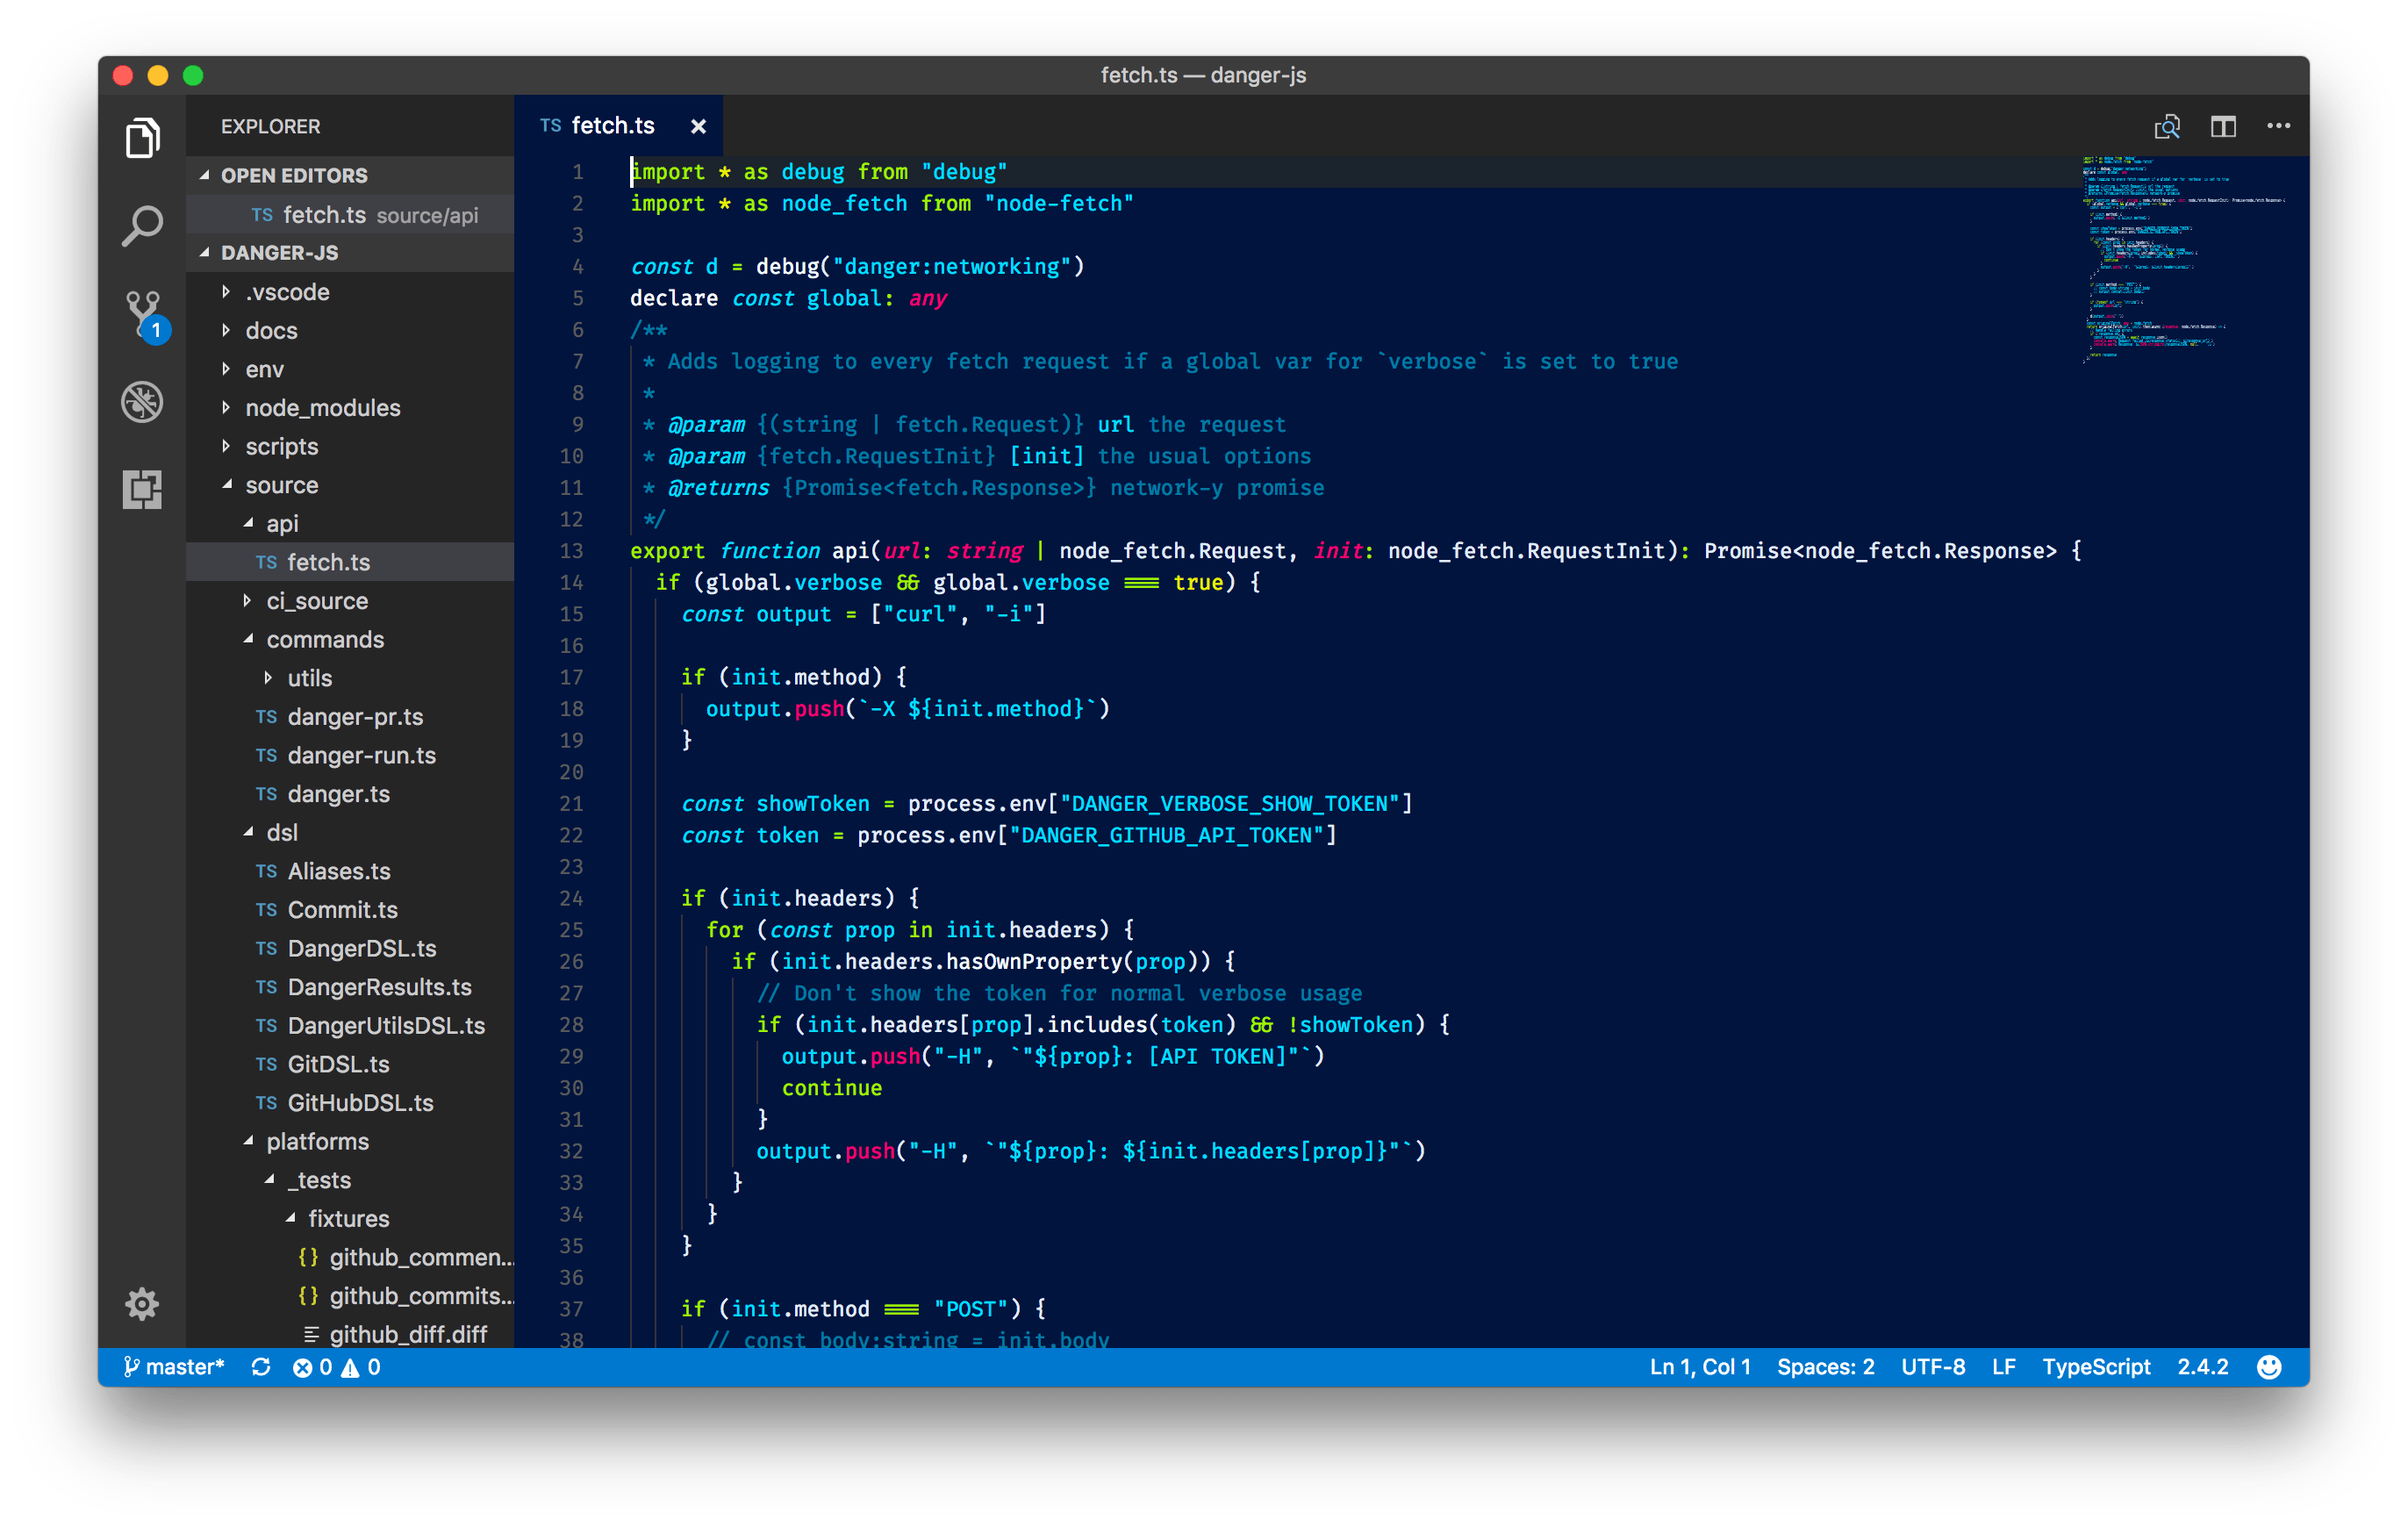 fetch.ts — danger-js
EXPLORER
OPEN EDITORS
TS fetch.ts source/api
DANGER-JS
.vscode
docs
env
node_modules
scripts
source
api
TS fetch.ts
ci_source
commands
utils
TS danger-pr.ts
TS danger-run.ts
TS danger.ts
dsl
TS Aliases.ts
TS Commit.ts
TS DangerDSL.ts
TS DangerResults.ts
TS DangerUtilsDSL.ts
TS GitDSL.ts
TS GitHubDSL.ts
platforms
_tests
fixtures
{} github_commen...
{} github_commits...
github_diff.diff
1
TS fetch.ts ×
1 import * as debug from "debug"
2 import * as node_fetch from "node-fetch"
3
4 const d = debug("danger:networking")
5 declare const global: any
6 /**
7 * Adds logging to every fetch request if a global var for `verbose` is set to true
8 *
9 * @param {(string | fetch.Request)} url the request
10 * @param {fetch.RequestInit} [init] the usual options
11 * @returns {Promise<fetch.Response>} network-y promise
12 */
13 export function api(url: string | node_fetch.Request, init: node_fetch.RequestInit): Promise<node_fetch.Response> {
14 if (global.verbose && global.verbose === true) {
15 const output = ["curl", "-i"]
16
17 if (init.method) {
18 output.push(`-X ${init.method}`)
19 }
20
21 const showToken = process.env["DANGER_VERBOSE_SHOW_TOKEN"]
22 const token = process.env["DANGER_GITHUB_API_TOKEN"]
23
24 if (init.headers) {
25 for (const prop in init.headers) {
26 if (init.headers.hasOwnProperty(prop)) {
27 // Don't show the token for normal verbose usage
28 if (init.headers[prop].includes(token) && !showToken) {
29 output.push("-H", `"${prop}: [API TOKEN]"`)
30 continue
31 }
32 output.push("-H", `"${prop}: ${init.headers[prop]}"`)
33 }
34 }
35 }
36
37 if (init.method === "POST") {
38 // const body:string = init.body
master* 0 0
Ln 1, Col 1 Spaces: 2 UTF-8 LF TypeScript 2.4.2